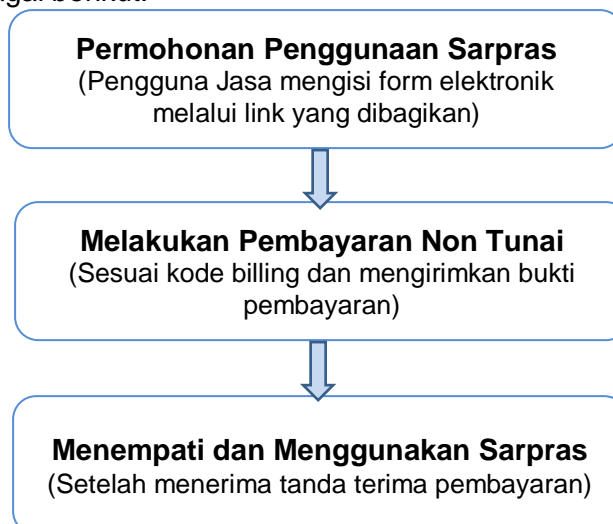 Permohonan Penggunaan Sarpras
(Pengguna Jasa mengisi form elektronik
melalui link yang dibagikan)
Melakukan Pembayaran Non Tunai
(Sesuai kode billing dan mengirimkan bukti
pembayaran)
Menempati dan Menggunakan Sarpras
(Setelah menerima tanda terima pembayaran)